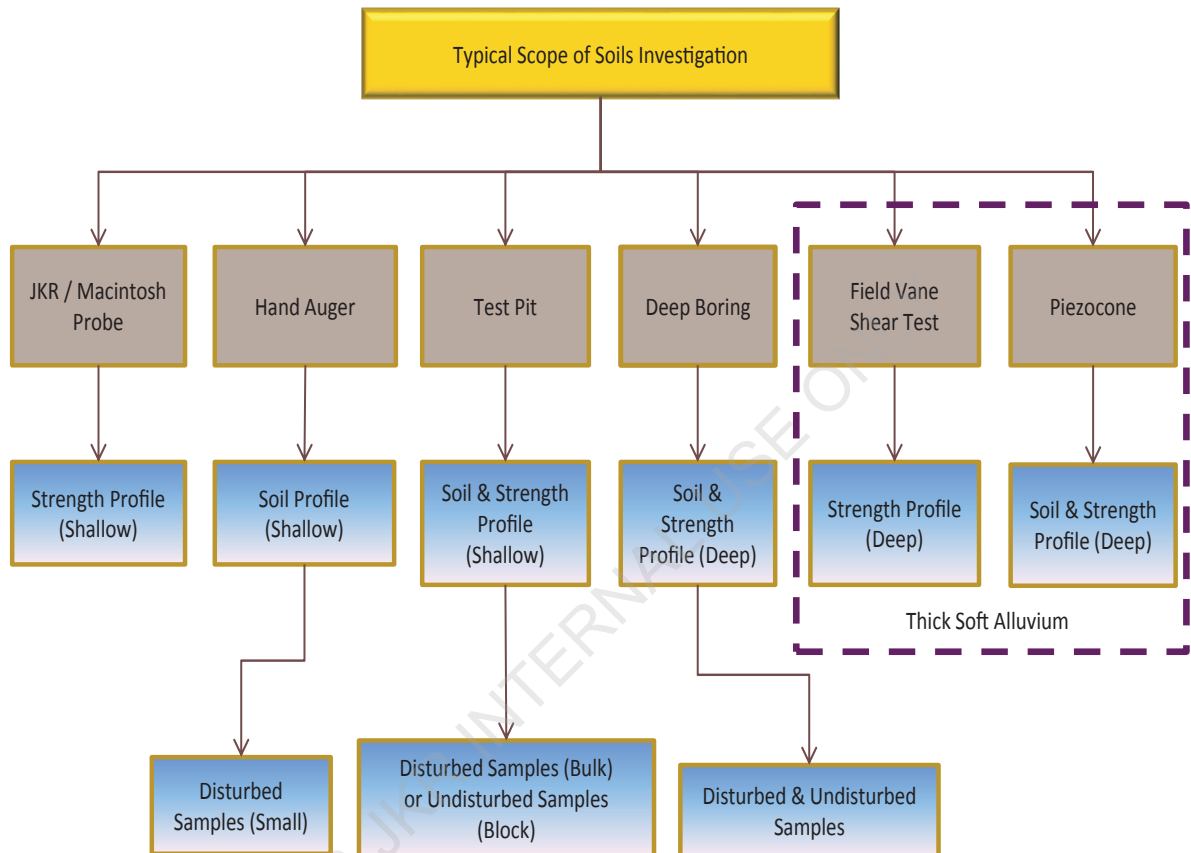 Typical Scope of Soils Investigation
JKR / Macintosh
Probe
Hand Auger
Test Pit
Deep Boring
Field Vane
Shear Test
Piezocone
Strength Profile
(Shallow)
Soil Profile
(Shallow)
Soil & Strength
Profile
(Shallow)
Soil &
Strength
Profile (Deep)
Strength Profile
(Deep)
Soil & Strength
Profile (Deep)
Thick Soft Alluvium
Disturbed
Samples (Small)
Disturbed Samples (Bulk)
or Undisturbed Samples
(Block)
Disturbed & Undisturbed
Samples
INTERNAL USE